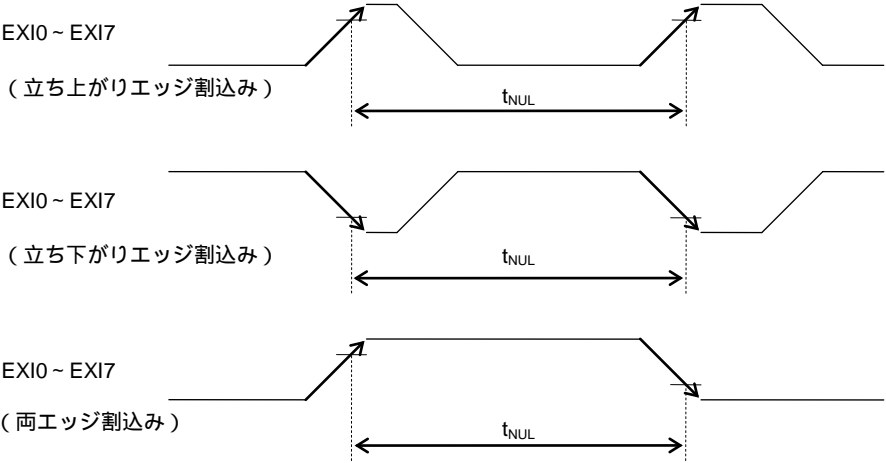 EXI0 ~ EXI7
( 立ち上がりエッジ割込み )
tNUL
EXI0 ~ EXI7
( 立ち下がりエッジ割込み )
tNUL
EXI0 ~ EXI7
( 両エッジ割込み )
tNUL